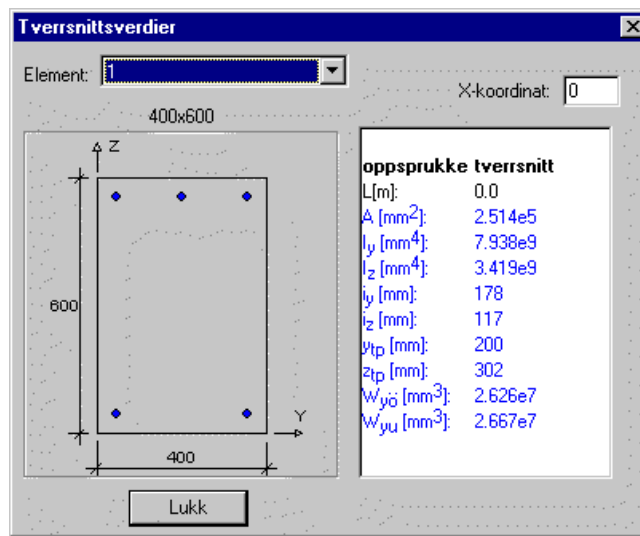 Tverrsnittsverdier
Element: 1
X-koordinat: 0
400x600
Z
600
Y
400
oppsprukke tverrsnitt
L[m]: 0.0
A [mm2]: 2.514e5
Iy [mm4]: 7.938e9
Iz [mm4]: 3.419e9
iy [mm]: 178
iz [mm]: 117
ytp [mm]: 200
ztp [mm]: 302
Wyö [mm3]: 2.626e7
Wyu [mm3]: 2.667e7
Lukk